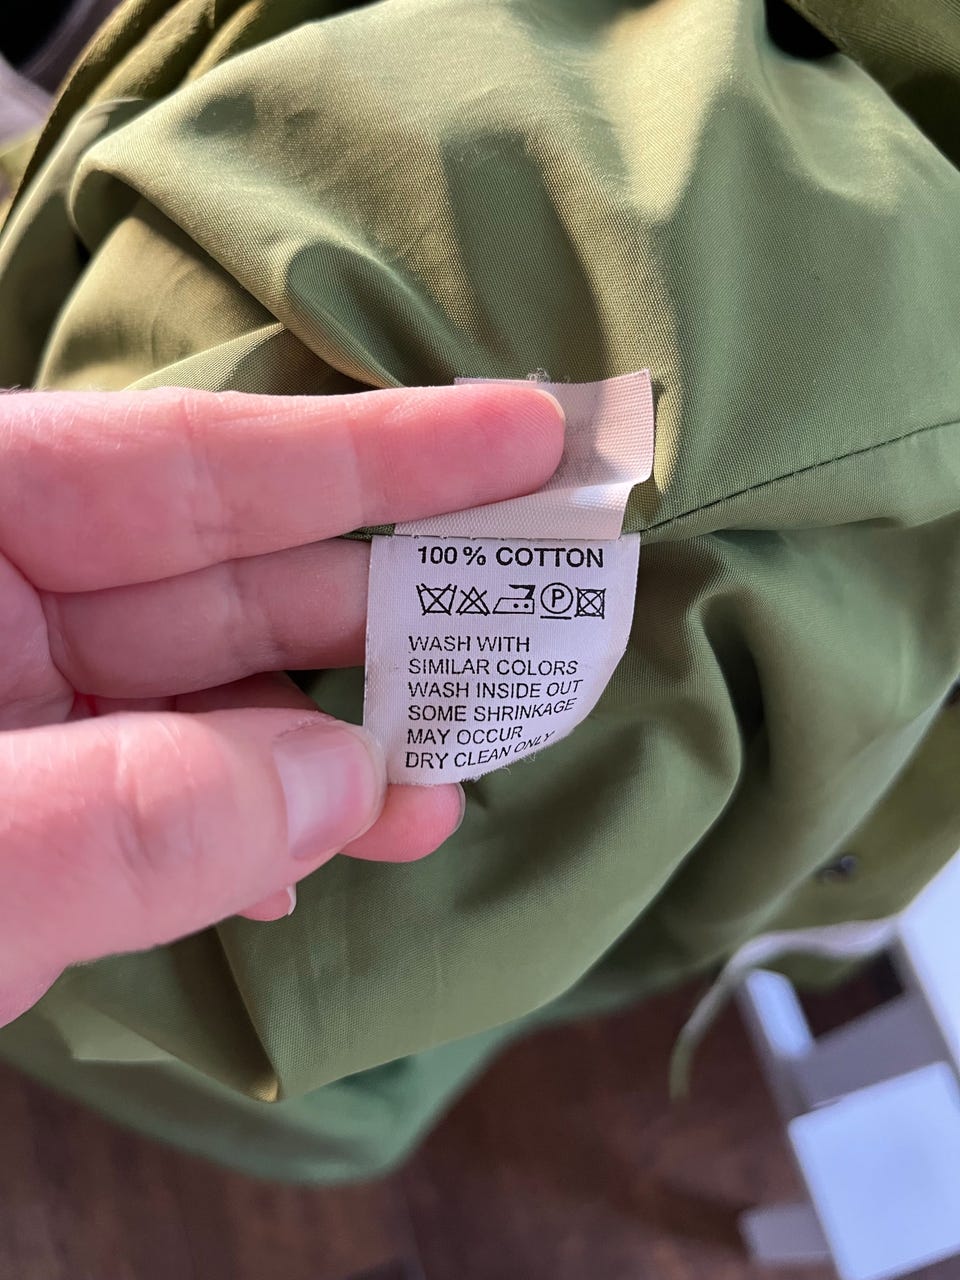 100 % COTTON
P
WASH WITH
SIMILAR COLORS
WASH INSIDE OUT
SOME SHRINKAGE
MAY OCCUR
DRY CLEAN ONLY